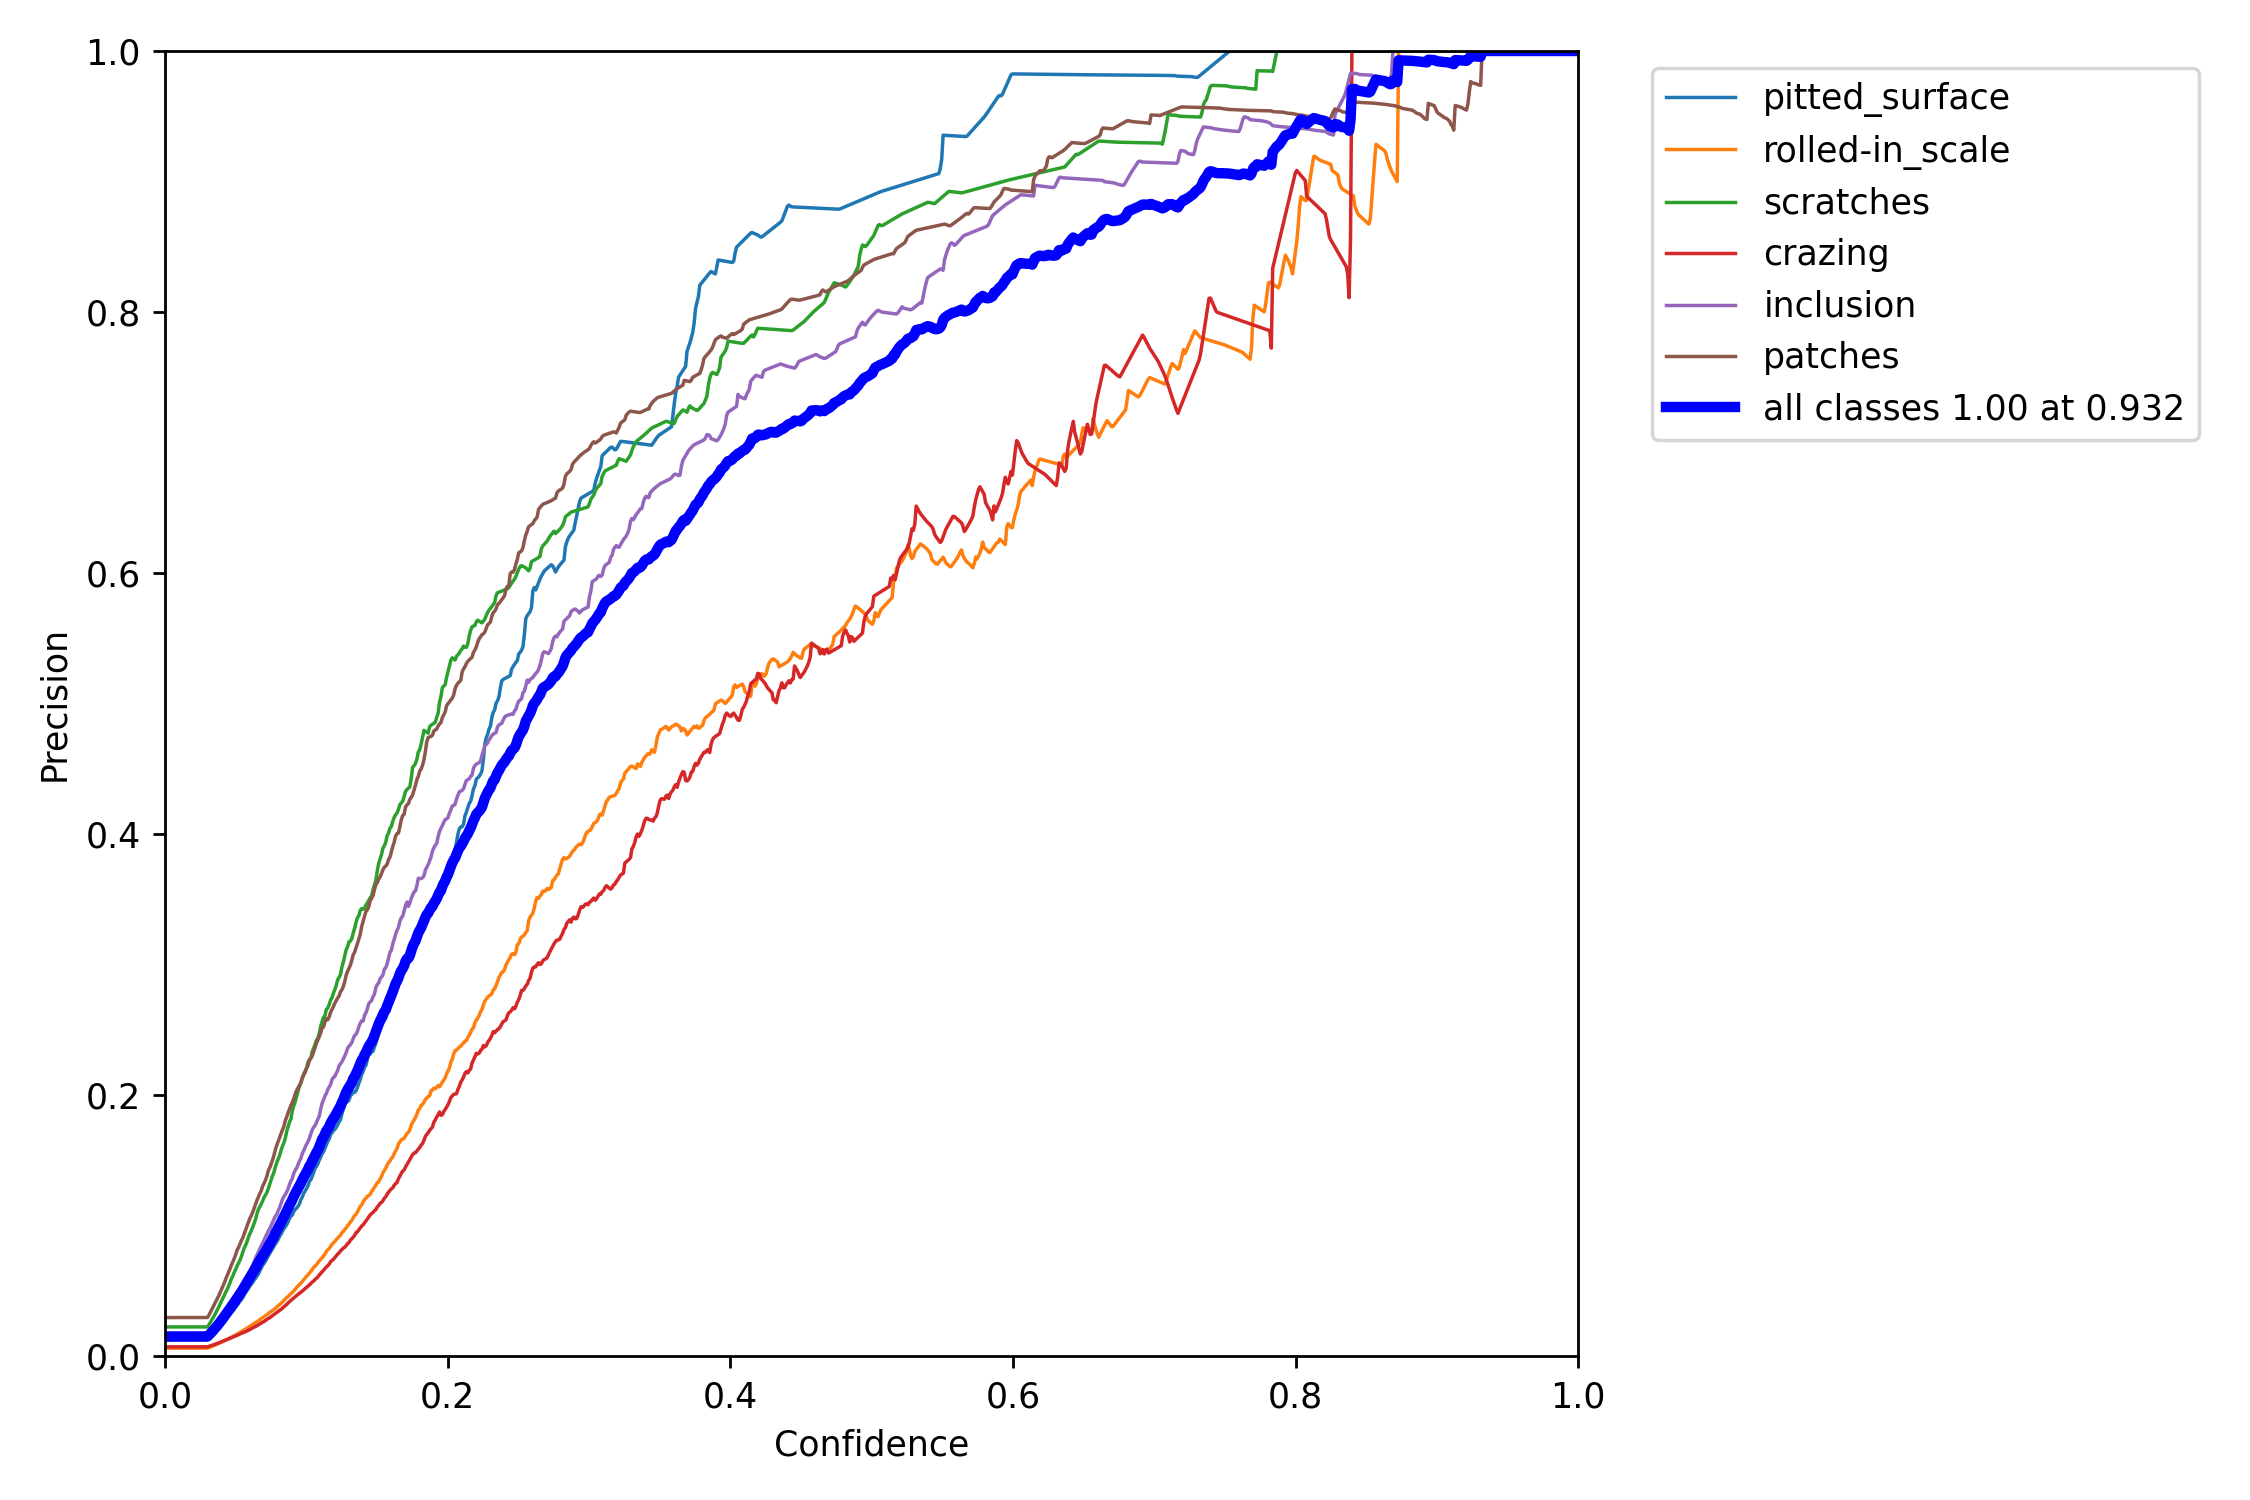 1.0
0.8
0.6
0.4
0.2
0.0
Precision
0.0 0.2 0.4 0.6 0.8 1.0
Confidence
pitted_surface
rolled-in_scale
scratches
crazing
inclusion
patches
all classes 1.00 at 0.932